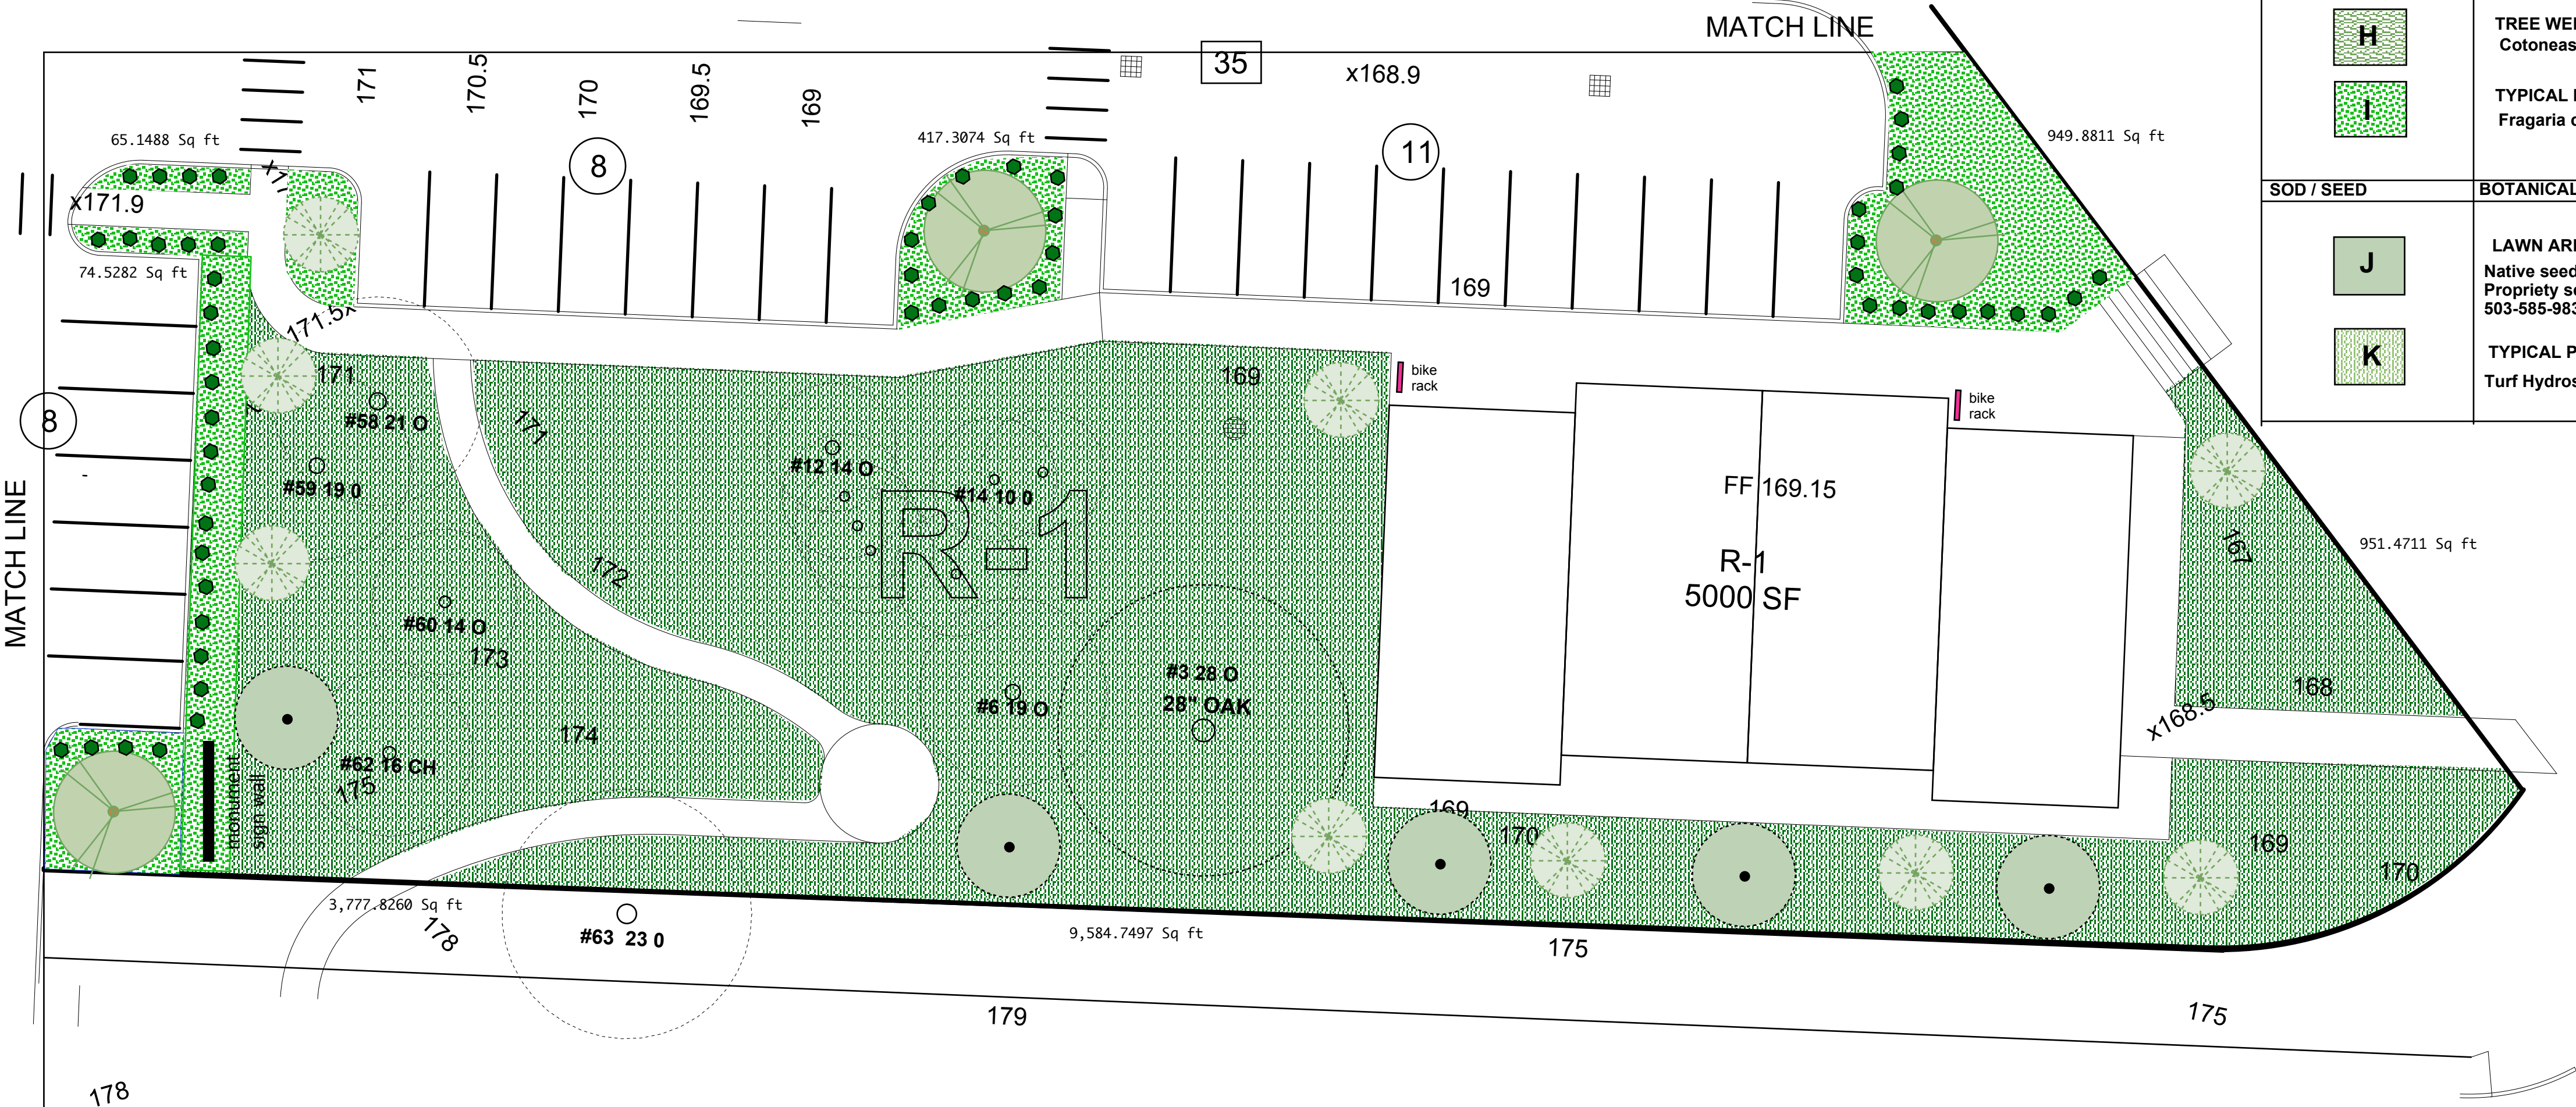 MATCH LINE
H
TREE WE
Cotoneas
35
x168.9
171
170.5
170
169.5
169
I
TYPICAL
Fragaria
65.1488 Sq ft
417.3074 Sq ft
949.8811 Sq ft
8
11
x17
x171.9
SOD / SEED
BOTANICAL
J
LAWN ARE
Native seed
Propriety se
503-585-983
74.5282 Sq ft
169
171.5x
K
TYPICAL P
Turf Hydros
171
169
bike
rack
bike
rack
8
#58 21 O
171
#12 14 O
#59 19 0
#14 10 0
FF 169.15
MATCH LINE
R-1
R-1
5000 SF
167
951.4711 Sq ft
172
#60 14 O
173
#3 28 O
28" OAK
#6 19 O
168
x168.5
174
#62 16 CH
175
monument
sign wall
169
170
169
170
3,777.8260 Sq ft
178
#63 23 0
9,584.7497 Sq ft
175
179
175
178